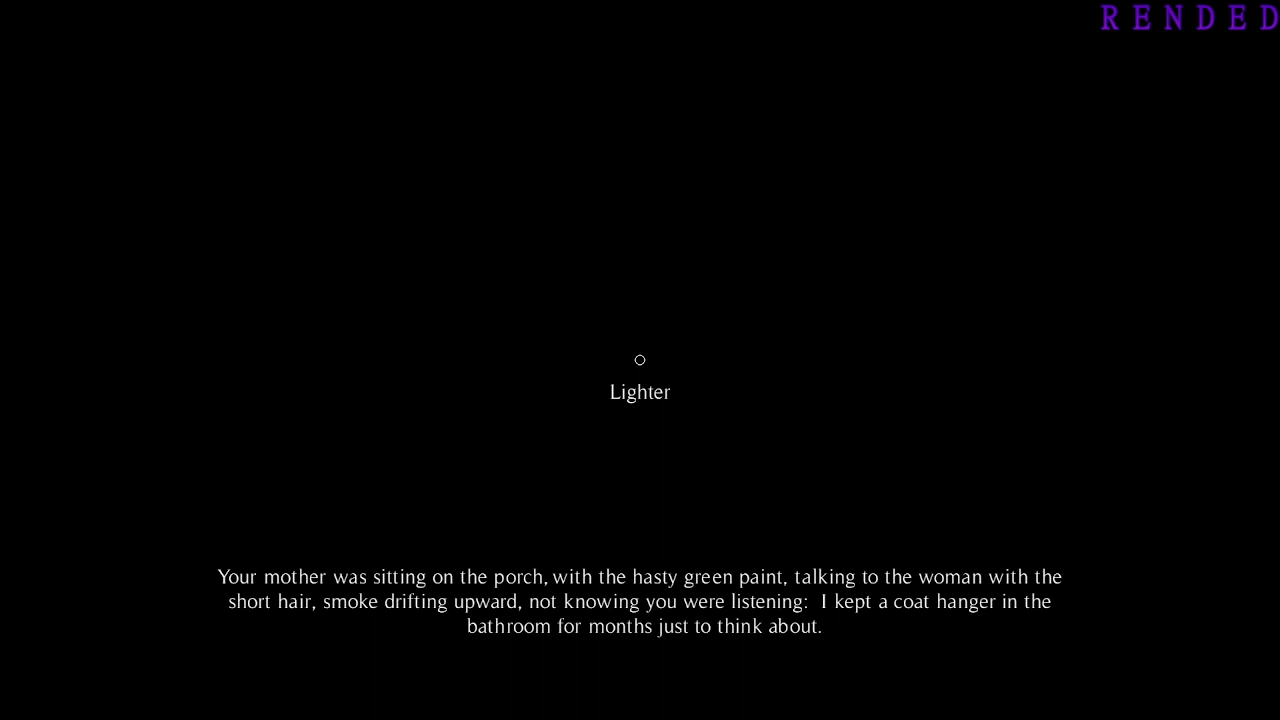 R E N D E D
Lighter
Your mother was sitting on the porch, with the hasty green paint, talking to the woman with the
short hair, smoke drifting upward, not knowing you were listening:  I kept a coat hanger in the
bathroom for months just to think about.